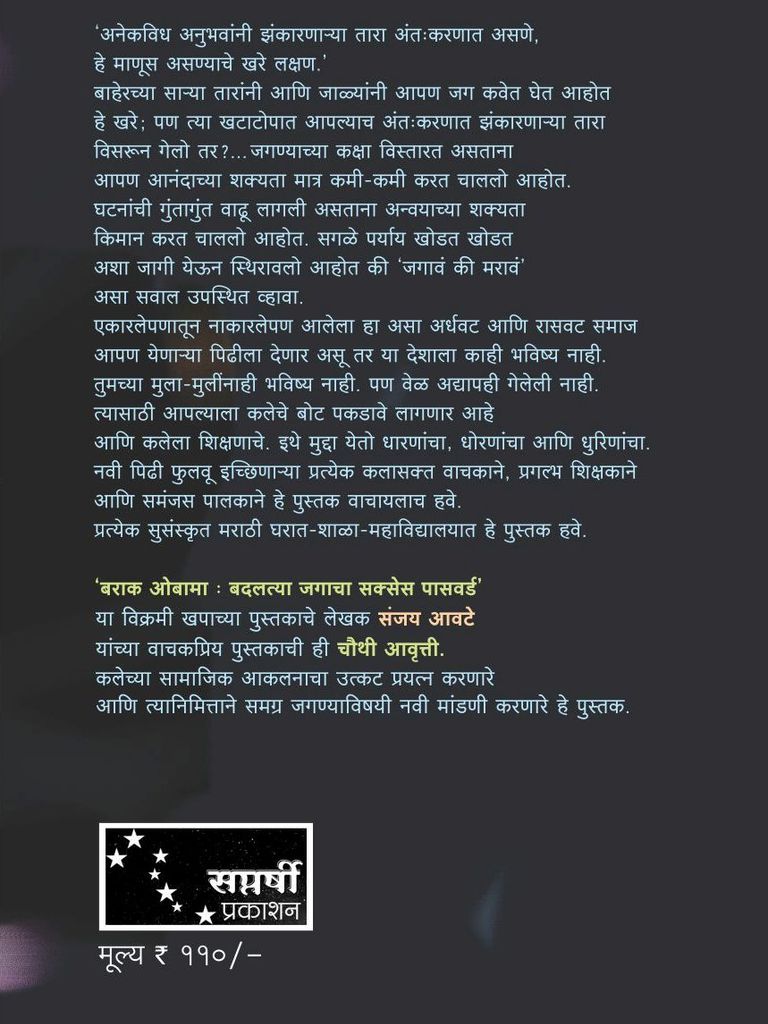 ‘अनेकविध अनुभवांनी झंकारणाऱ्या तारा अंतःकरणात असणे,
हे माणूस असण्याचे खरे लक्षण.’
बाहेरच्या साऱ्या तारांनी आणि जाळ्यांनी आपण जग कवेत घेत आहोत
हे खरे; पण त्या खटाटोपात आपल्याच अंतःकरणात झंकारणाऱ्या तारा
विसरून गेलो तर?...जगण्याच्या कक्षा विस्तारत असताना
आपण आनंदाच्या शक्यता मात्र कमी-कमी करत चाललो आहोत.
घटनांची गुंतागुंत वाढू लागली असताना अन्वयाच्या शक्यता
किमान करत चाललो आहोत. सगळे पर्याय खोडत खोडत
अशा जागी येऊन स्थिरावलो आहोत की ‘जगावं की मरावं’
असा सवाल उपस्थित व्हावा.
एकारलेपणातून नाकारलेपण आलेला हा असा अर्धवट आणि रासवट समाज
आपण येणाऱ्या पिढीला देणार असू तर या देशाला काही भविष्य नाही.
तुमच्या मुला-मुलींनाही भविष्य नाही. पण वेळ अद्यापही गेलेली नाही.
त्यासाठी आपल्याला कलेचे बोट पकडावे लागणार आहे
आणि कलेला शिक्षणाचे. इथे मुद्दा येतो धारणांचा, धोरणांचा आणि धुरिणांचा.
नवी पिढी फुलवू इच्छिणाऱ्या प्रत्येक कलासक्त वाचकाने, प्रगल्भ शिक्षकाने
आणि समंजस पालकाने हे पुस्तक वाचायलाच हवे.
प्रत्येक सुसंस्कृत मराठी घरात-शाळा-महाविद्यालयात हे पुस्तक हवे.
‘बराक ओबामा : बदलत्या जगाचा सक्सेस पासवर्ड’
या विक्रमी खपाच्या पुस्तकाचे लेखक संजय आवटे
यांच्या वाचकप्रिय पुस्तकाची ही चौथी आवृत्ती.
कलेच्या सामाजिक आकलनाचा उत्कट प्रयत्न करणारे
आणि त्यानिमित्ताने समग्र जगण्याविषयी नवी मांडणी करणारे हे पुस्तक.
सप्तर्षी
प्रकाशन
मूल्य ₹ ११०/-